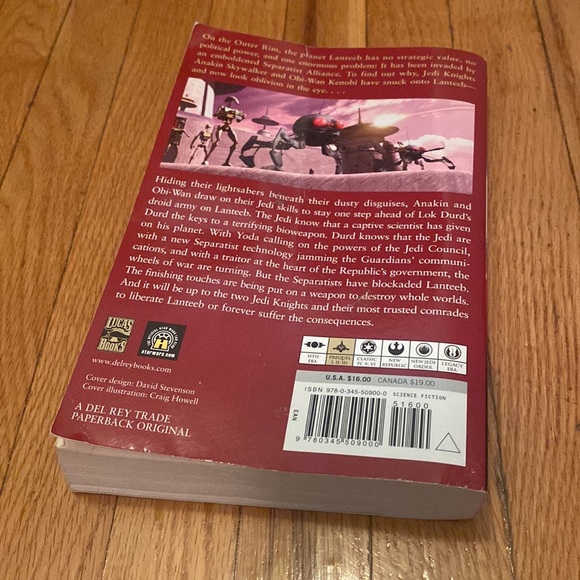 On the Outer Rim, the planet Lanteeb has no strategic value, no
political power, and one enormous problem: It has been invaded by
an emboldened Separatist Alliance. To find out why, Jedi Knights
Anakin Skywalker and Obi-Wan Kenobi have snuck onto Lanteeb—
and now look oblivion in the eye. . . .
Hiding their lightsabers beneath their dusty disguises, Anakin and
Obi-Wan draw on their Jedi skills to stay one step ahead of Lok Durd's
droid army on Lanteeb. The Jedi know that a captive scientist has given
Durd the keys to a terrifying bioweapon. Durd knows that the Jedi are
on his planet. With Yoda calling on the powers of the Jedi Council,
with a new Separatist technology jamming the Guardians' communi-
cations, and with a traitor at the heart of the Republic's government, the
wheels of war are turning. But the Separatists have blockaded Lanteeb.
The finishing touches are being put on a weapon to destroy whole worlds.
And it will be up to the two Jedi Knights and their most trusted comrades
to liberate Lanteeb or forever suffer the consequences.
LUCAS
BOOKS
starwars.com
www.delreybooks.com
Cover design: David Stevenson
Cover illustration: Craig Howell
A DEL REY TRADE
PAPERBACK ORIGINAL
SITH
ERA
PREQUEL
I, II, III
CLASSIC
IV, V, VI
NEW
REPUBLIC
NEW JEDI
ORDER
LEGACY
ERA
U.S.A. $16.00 CANADA $19.00
ISBN 978-0-345-50900-0 SCIENCE FICTION
51600
EAN
9 780345 509000